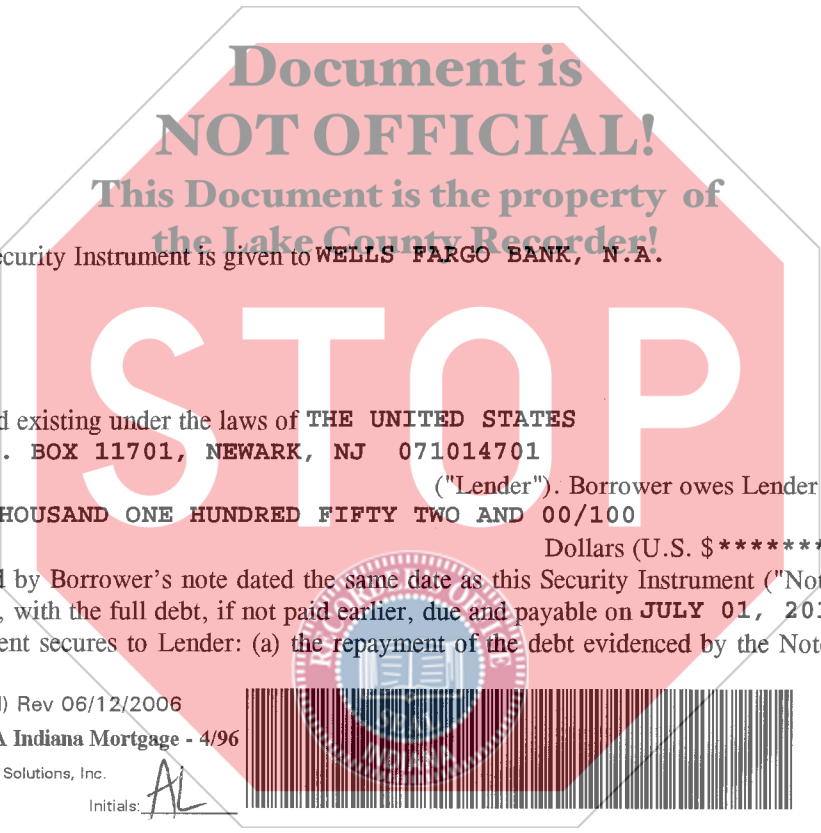 Document is
NOT OFFICIAL!
This Document is the property of
the Lake County Recorder!
ecurity Instrument is given to WELLS FARGO BANK, N.A.
STOP
d existing under the laws of THE UNITED STATES
. BOX 11701, NEWARK, NJ 071014701
("Lender"). Borrower owes Lender
HOUSAND ONE HUNDRED FIFTY TWO AND 00/100
Dollars (U.S. $*******
d by Borrower's note dated the same date as this Security Instrument ("Not
, with the full debt, if not paid earlier, due and payable on JULY 01, 201
ent secures to Lender: (a) the repayment of the debt evidenced by the Note
RECORDER OF
SEAL
INDIANA
) Rev 06/12/2006
A Indiana Mortgage - 4/96
Solutions, Inc.
Initials: AL